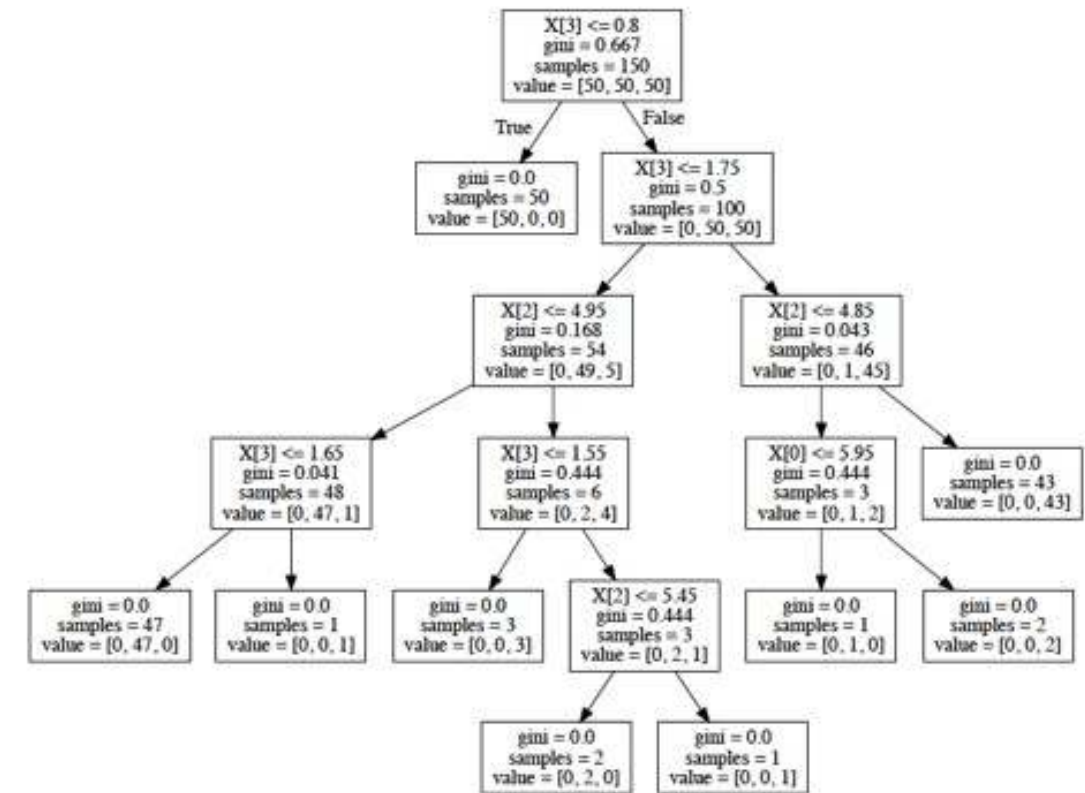 X[3] <= 0.8
gini = 0.667
samples = 150
value = [50, 50, 50]
True
False
gini = 0.0
samples = 50
value = [50, 0, 0]
X[3] <= 1.75
gini = 0.5
samples = 100
value = [0, 50, 50]
X[2] <= 4.95
gini = 0.168
samples = 54
value = [0, 49, 5]
X[2] <= 4.85
gini = 0.043
samples = 46
value = [0, 1, 45]
X[3] <= 1.65
gini = 0.041
samples = 48
value = [0, 47, 1]
X[3] <= 1.55
gini = 0.444
samples = 6
value = [0, 2, 4]
X[0] <= 5.95
gini = 0.444
samples = 3
value = [0, 1, 2]
gini = 0.0
samples = 43
value = [0, 0, 43]
gini = 0.0
samples = 47
value = [0, 47, 0]
gini = 0.0
samples = 1
value = [0, 0, 1]
gini = 0.0
samples = 3
value = [0, 0, 3]
X[2] <= 5.45
gini = 0.444
samples = 3
value = [0, 2, 1]
gini = 0.0
samples = 1
value = [0, 1, 0]
gini = 0.0
samples = 2
value = [0, 0, 2]
gini = 0.0
samples = 2
value = [0, 2, 0]
gini = 0.0
samples = 1
value = [0, 0, 1]